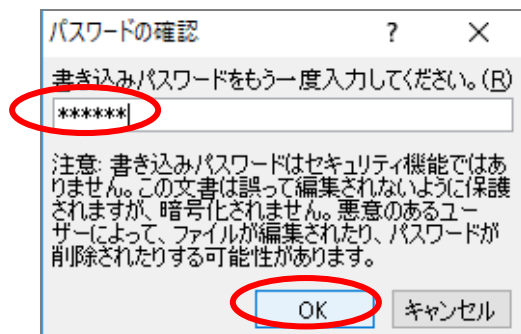 パスワードの確認 ? ×
書き込みパスワードをもう一度入力してください。(R)
******
注意: 書き込みパスワードはセキュリティ機能ではあ
りません。この文書は誤って編集されないように保護
されますが、暗号化されません。悪意のあるユー
ザーによって、ファイルが編集されたり、パスワードが
削除されたりする可能性があります。
OK キャンセル